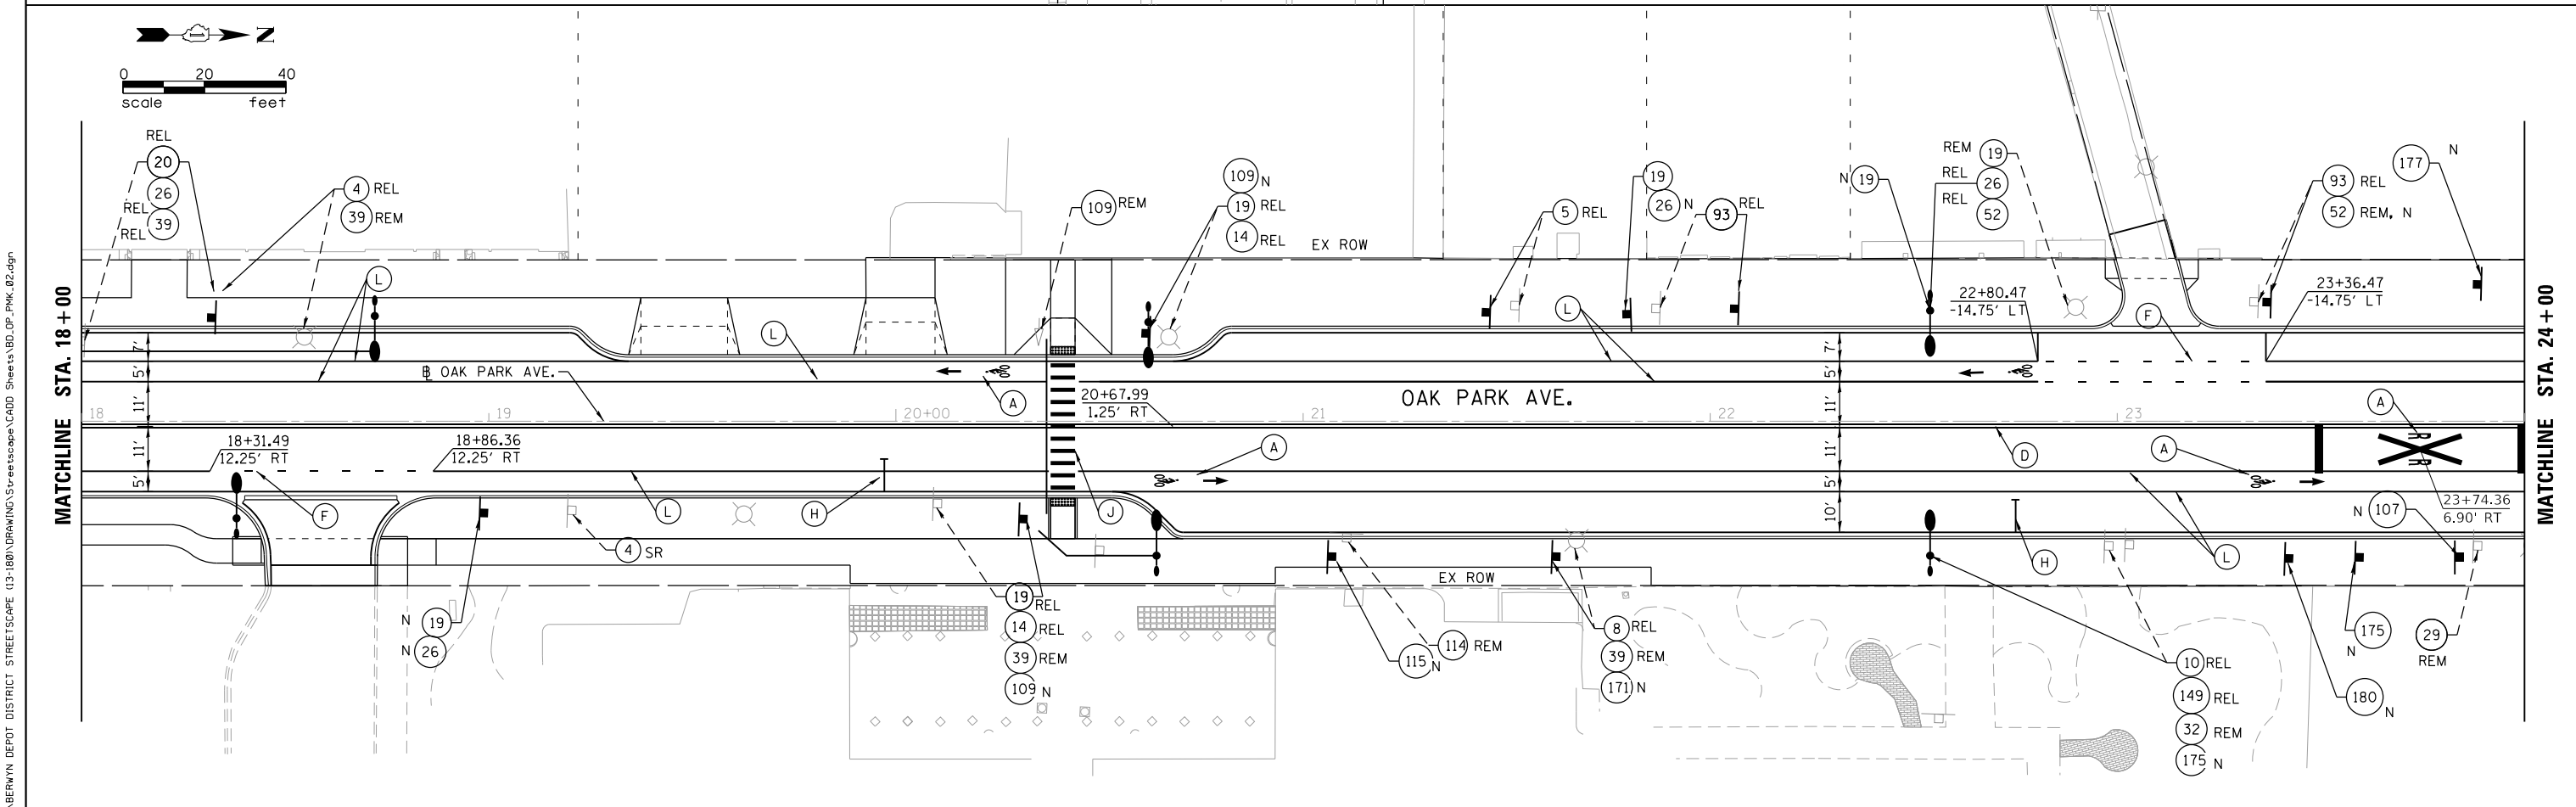 N
0 20 40
scale feet
REL
20
26
REL
39
REL
4 REL
39 REM
109 REM
109 N
19 REL
14 REL
EX ROW
5 REL
19
26 N
93 REL
N 19
REM 19
REL 26
REL 52
93 REL
52 REM, N
177 N
22+80.47
-14.75' LT
23+36.47
-14.75' LT
L
L
L
F
MATCHLINE STA. 18+00
MATCHLINE STA. 24+00
7'
5'
11'
11'
5'
7'
5'
11'
11'
5'
10'
BL OAK PARK AVE.
A
20+67.99
1.25' RT
OAK PARK AVE.
A
18
19
20+00
21
22
23
18+31.49
12.25' RT
18+86.36
12.25' RT
A
D
A
R R
23+74.36
6.90' RT
F
L
H
J
H
L
N 107
4 SR
EX ROW
N 19
N 26
19 REL
14 REL
39 REM
109 N
115 N
114 REM
8 REL
39 REM
171 N
10 REL
149 REL
32 REM
175 N
175
N
180 N
29
REM
\BERWYN DEPOT DISTRICT STREETSCAPE (13-180)\DRAWING\Streetscape\CADD Sheets\BD_OP_PMK_02.dgn